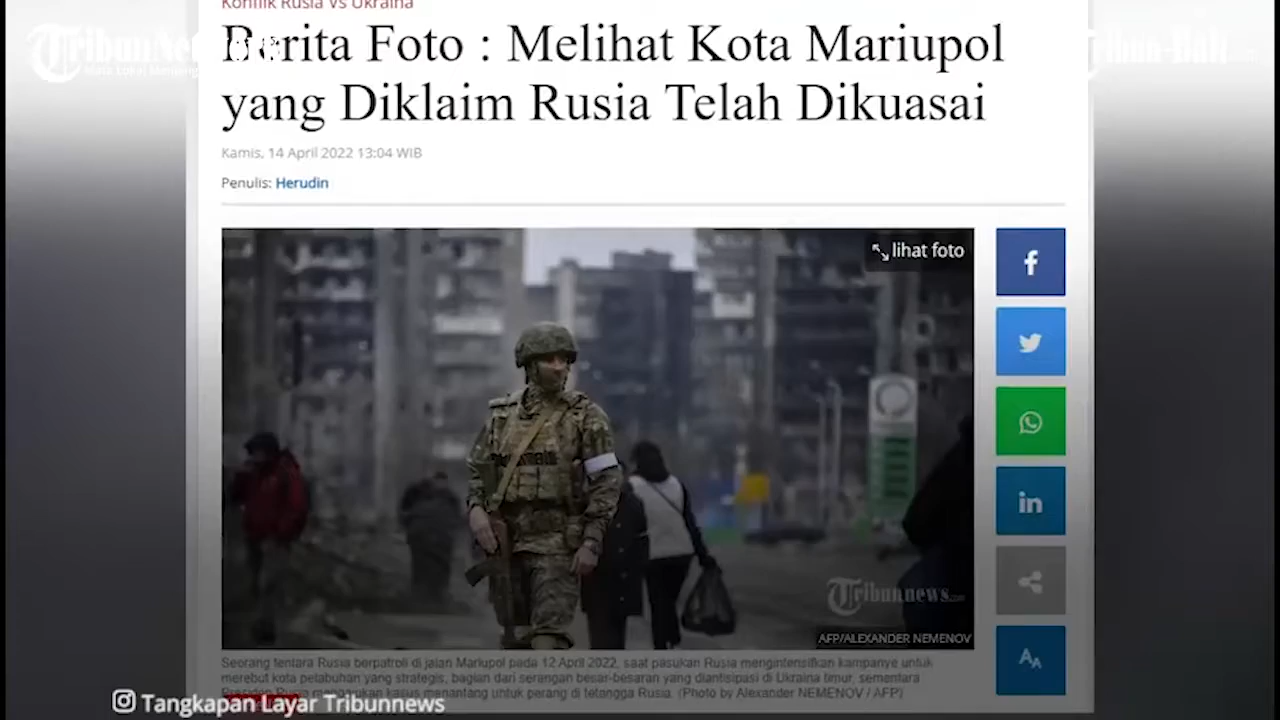 Konflik Rusia Vs Ukraina
Berita Foto : Melihat Kota Mariupol
yang Diklaim Rusia Telah Dikuasai
Kamis, 14 April 2022 13:04 WIB
Penulis: Herudin
lihat foto
Tribunnews.com
AFP/ALEXANDER NEMENOV
Seorang tentara Rusia berpatroli di jalan Mariupol pada 12 April 2022, saat pasukan Rusia mengintensifkan kampanye untuk
merebut kota pelabuhan yang strategis, bagian dari serangan besar-besaran yang diantisipasi di Ukraina timur, sementara
Presiden Rusia kasus menantang untuk perang di tetangga Rusia. (Photo by Alexander NEMENOV / AFP)
Tangkapan Layar Tribunnews
f
in
AA